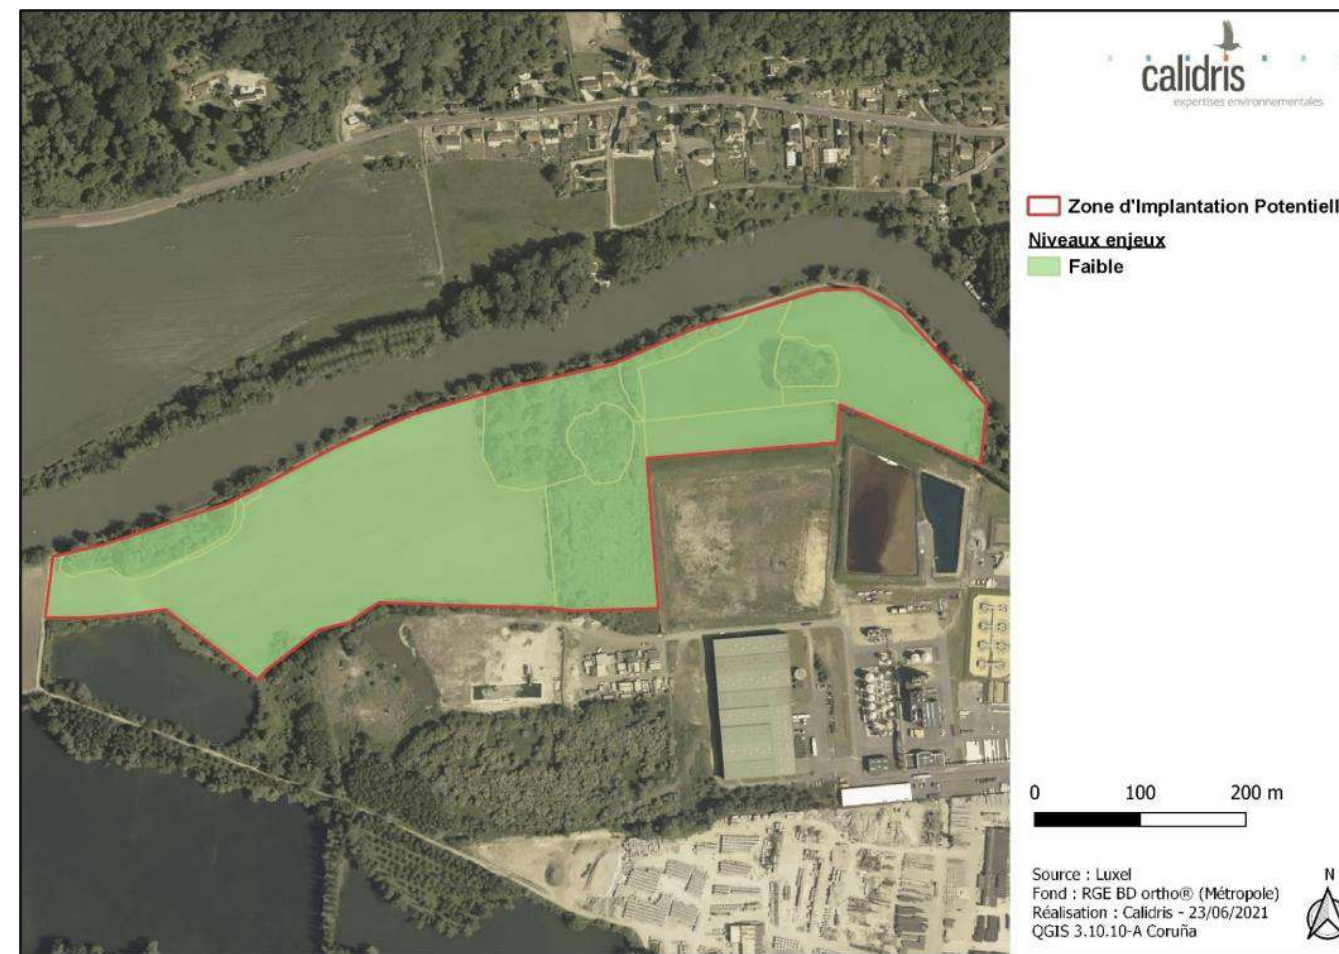 calidris
expertises environnementales
Zone d'Implantation Potentiell
Niveaux enjeux
Faible
0 100 200 m
Source : Luxel
Fond : RGE BD ortho® (Métropole)
Réalisation : Calidris - 23/06/2021
QGIS 3.10.10-A Coruña
N